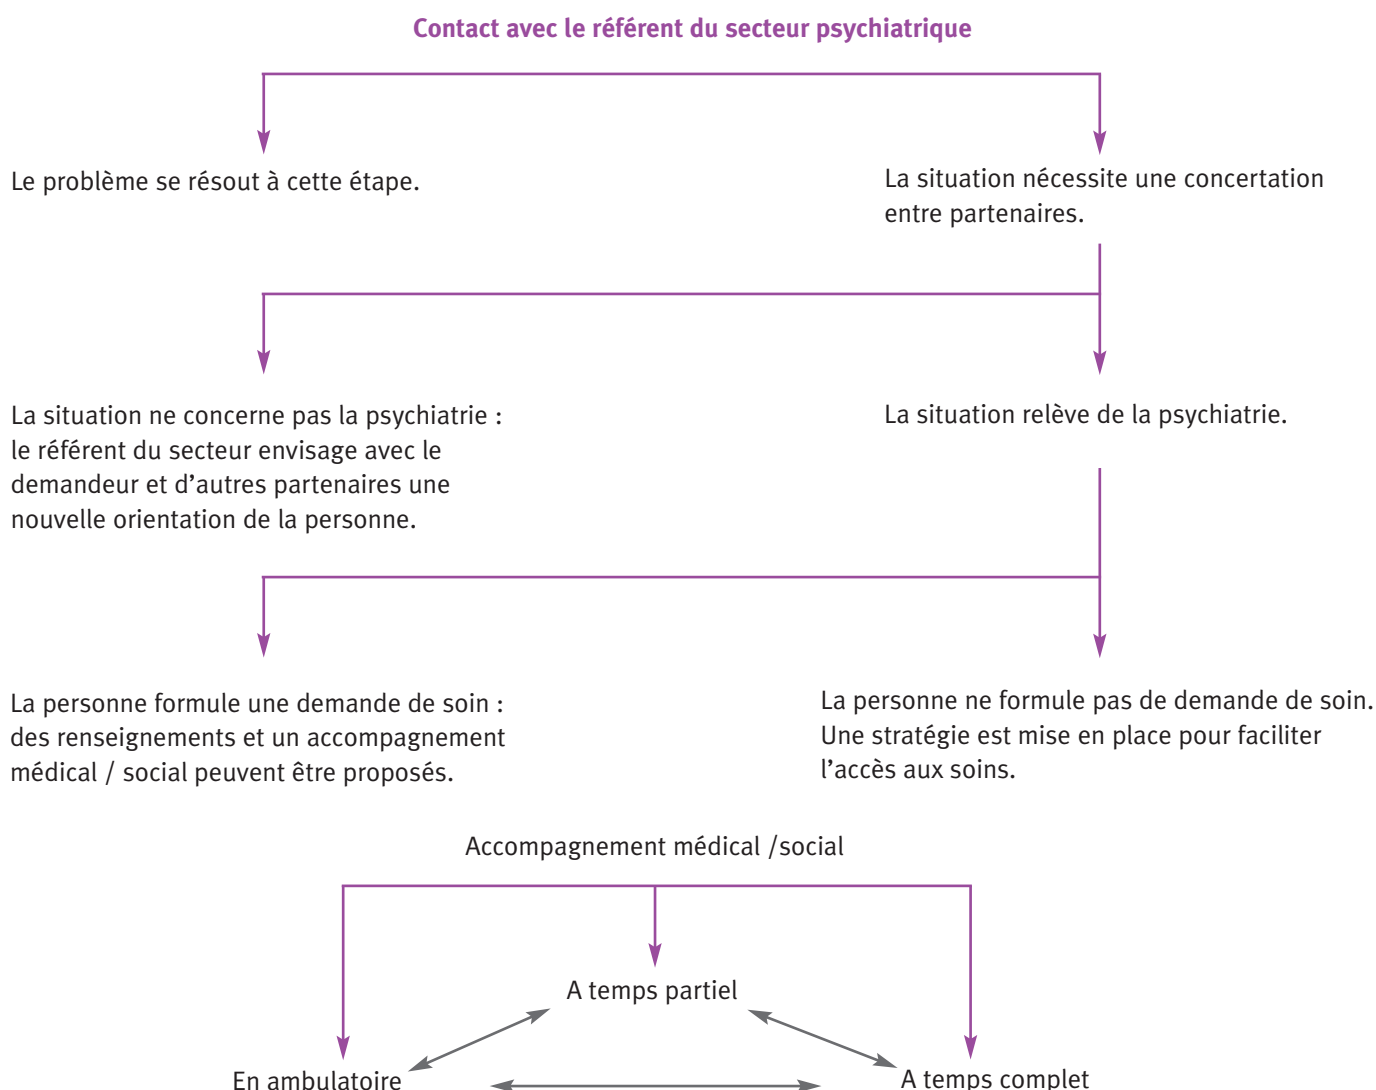 Contact avec le référent du secteur psychiatrique
Le problème se résout à cette étape.
La situation nécessite une concertation
entre partenaires.
La situation ne concerne pas la psychiatrie :
le référent du secteur envisage avec le
demandeur et d’autres partenaires une
nouvelle orientation de la personne.
La situation relève de la psychiatrie.
La personne formule une demande de soin :
des renseignements et un accompagnement
médical / social peuvent être proposés.
La personne ne formule pas de demande de soin.
Une stratégie est mise en place pour faciliter
l’accès aux soins.
Accompagnement médical /social
A temps partiel
En ambulatoire
A temps complet